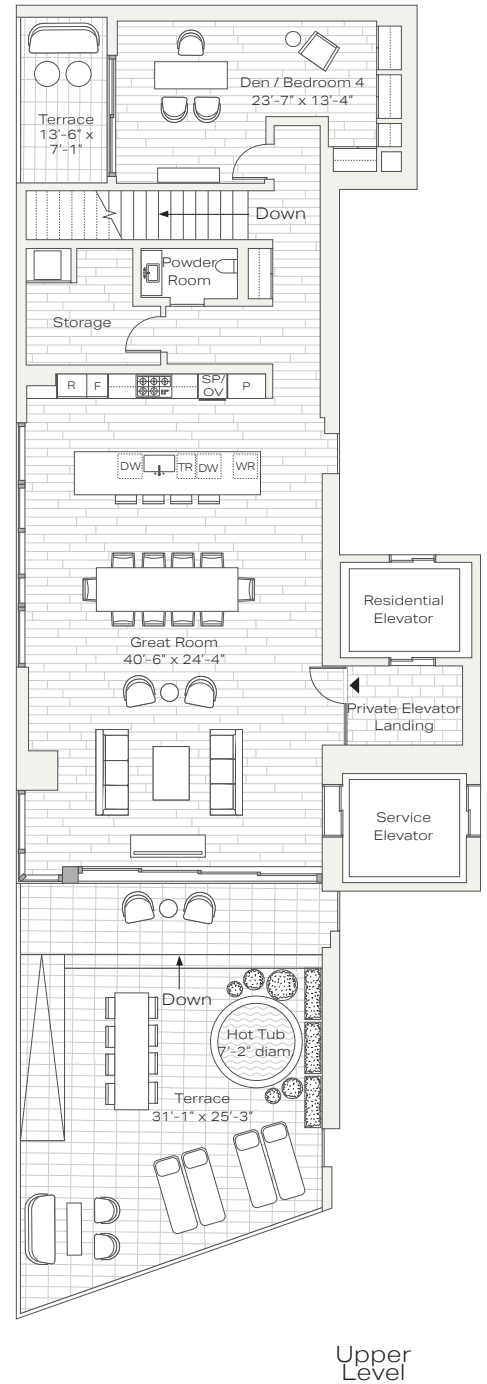 Den / Bedroom 4
23'-7" x 13'-4"
Terrace
13'-6" x
7'-1"
Down
Powder
Room
Storage
R
F
SP/
OV
P
DW
TR
DW
WR
Residential
Elevator
Great Room
40'-6" x 24'-4"
Private Elevator
Landing
Service
Elevator
Down
Hot Tub
7'-2" diam.
Terrace
31'-1" x 25'-3"
Upper
Level